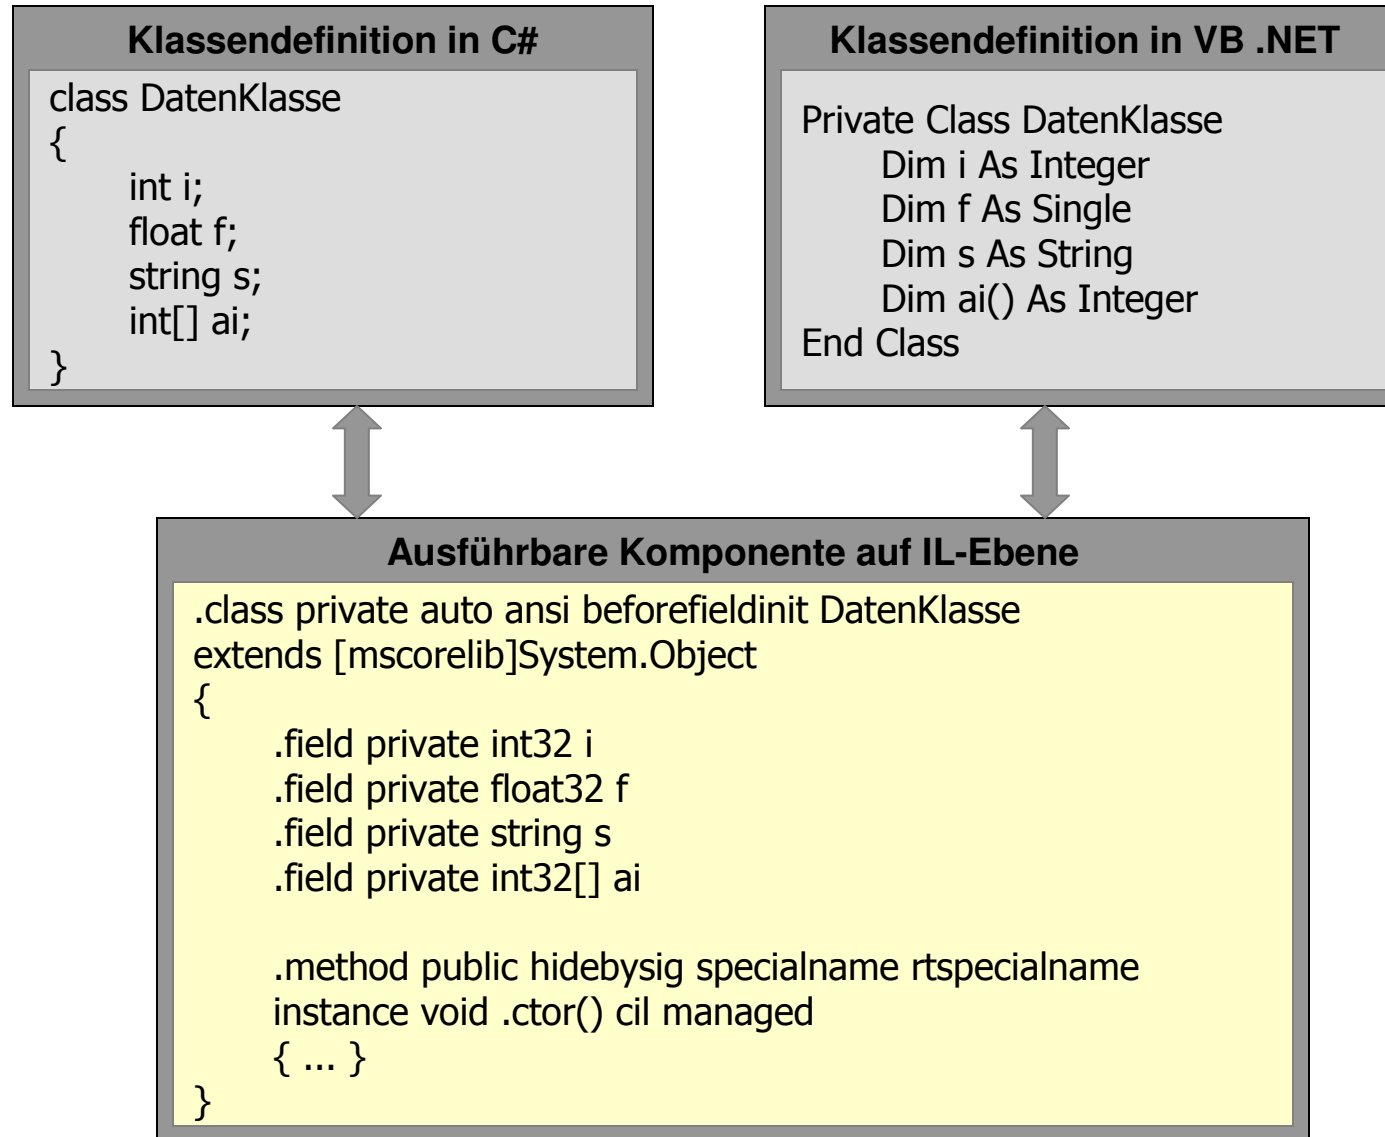 Klassendefinition in C#
class DatenKlasse
{
int i;
float f;
string s;
int[] ai;
}
Klassendefinition in VB .NET
Private Class DatenKlasse
Dim i As Integer
Dim f As Single
Dim s As String
Dim ai() As Integer
End Class
Ausführbare Komponente auf IL-Ebene
.class private auto ansi beforefieldinit DatenKlasse
extends [mscorelib]System.Object
{
.field private int32 i
.field private float32 f
.field private string s
.field private int32[] ai
.method public hidebysig specialname rtspecialname
instance void .ctor() cil managed
{ ... }
}